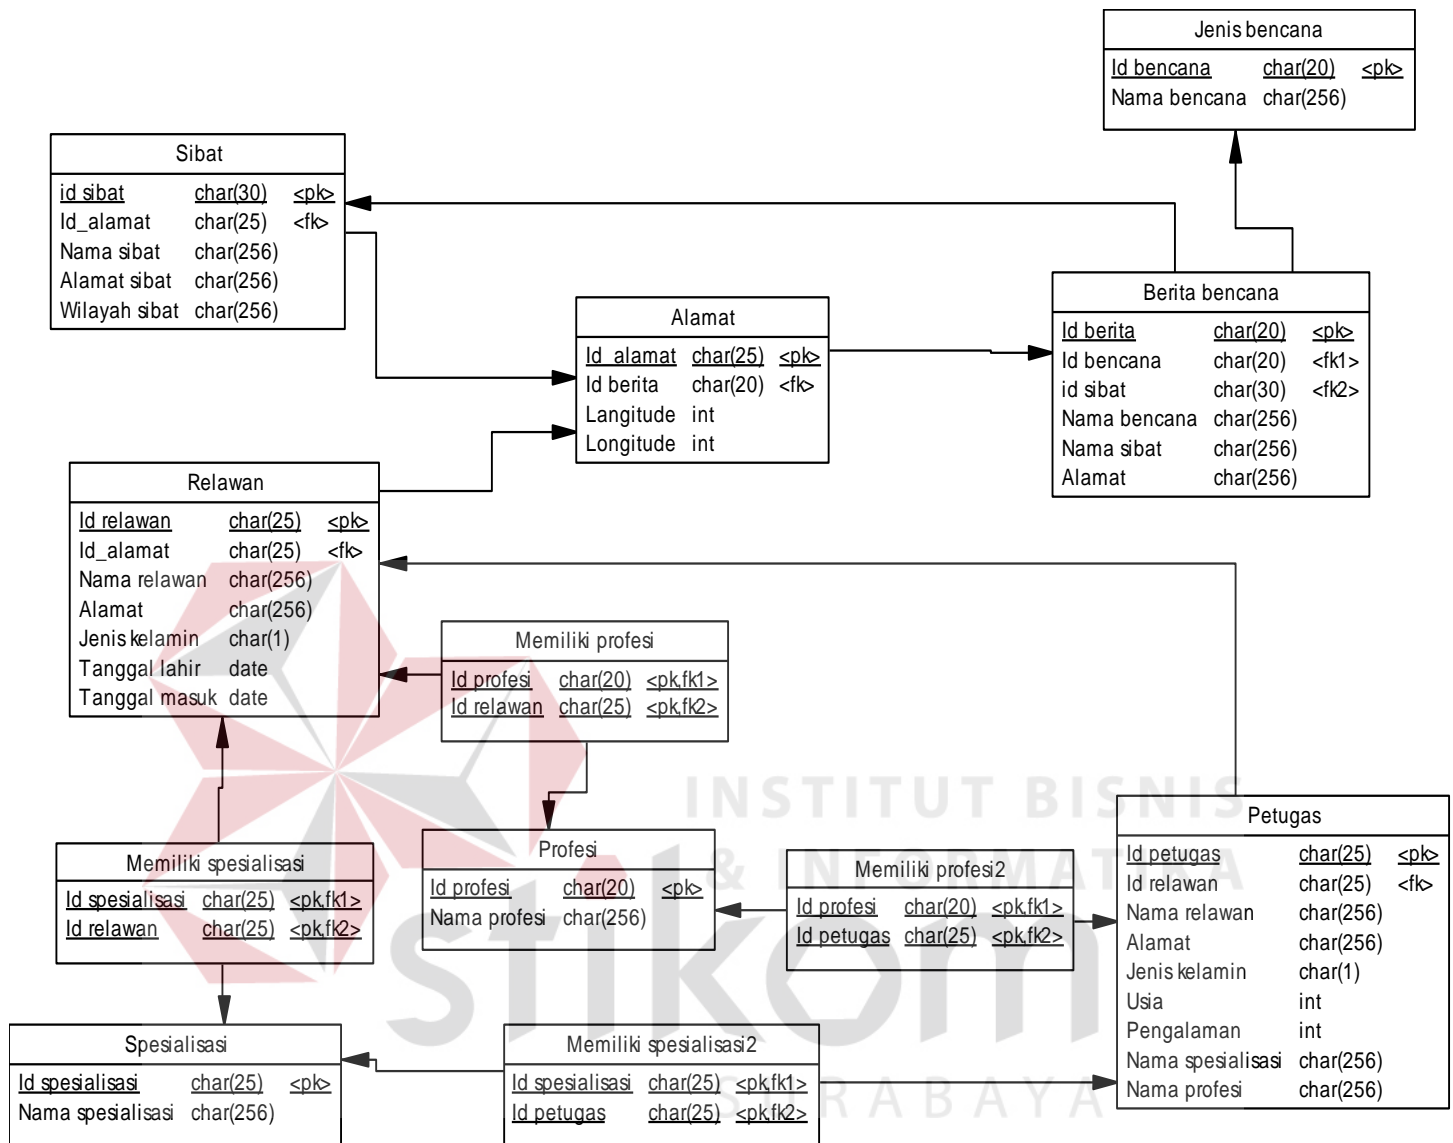 Jenis bencana
Id bencana char(20) <pk>
Nama bencana char(256)
Sibat
id sibat char(30) <pk>
Id_alamat char(25) <fk>
Nama sibat char(256)
Alamat sibat char(256)
Wilayah sibat char(256)
Alamat
Id_alamat char(25) <pk>
Id berita char(20) <fk>
Langitude int
Longitude int
Berita bencana
Id berita char(20) <pk>
Id bencana char(20) <fk1>
id sibat char(30) <fk2>
Nama bencana char(256)
Nama sibat char(256)
Alamat char(256)
Relawan
Id relawan char(25) <pk>
Id_alamat char(25) <fk>
Nama relawan char(256)
Alamat char(256)
Jenis kelamin char(1)
Tanggal lahir date
Tanggal masuk date
Memiliki profesi
Id profesi char(20) <pk,fk1>
Id relawan char(25) <pk,fk2>
Memiliki spesialisasi
Id spesialisasi char(25) <pk,fk1>
Id relawan char(25) <pk,fk2>
Profesi
Id profesi char(20) <pk>
Nama profesi char(256)
Memiliki profesi2
Id profesi char(20) <pk,fk1>
Id petugas char(25) <pk,fk2>
Petugas
Id petugas char(25) <pk>
Id relawan char(25) <fk>
Nama relawan char(256)
Alamat char(256)
Jenis kelamin char(1)
Usia int
Pengalaman int
Nama spesialisasi char(256)
Nama profesi char(256)
Spesialisasi
Id spesialisasi char(25) <pk>
Nama spesialisasi char(256)
Memiliki spesialisasi2
Id spesialisasi char(25) <pk,fk1>
Id petugas char(25) <pk,fk2>
INSTITUT BISNIS
& INFORMATIKA
stikom
SURABAYA